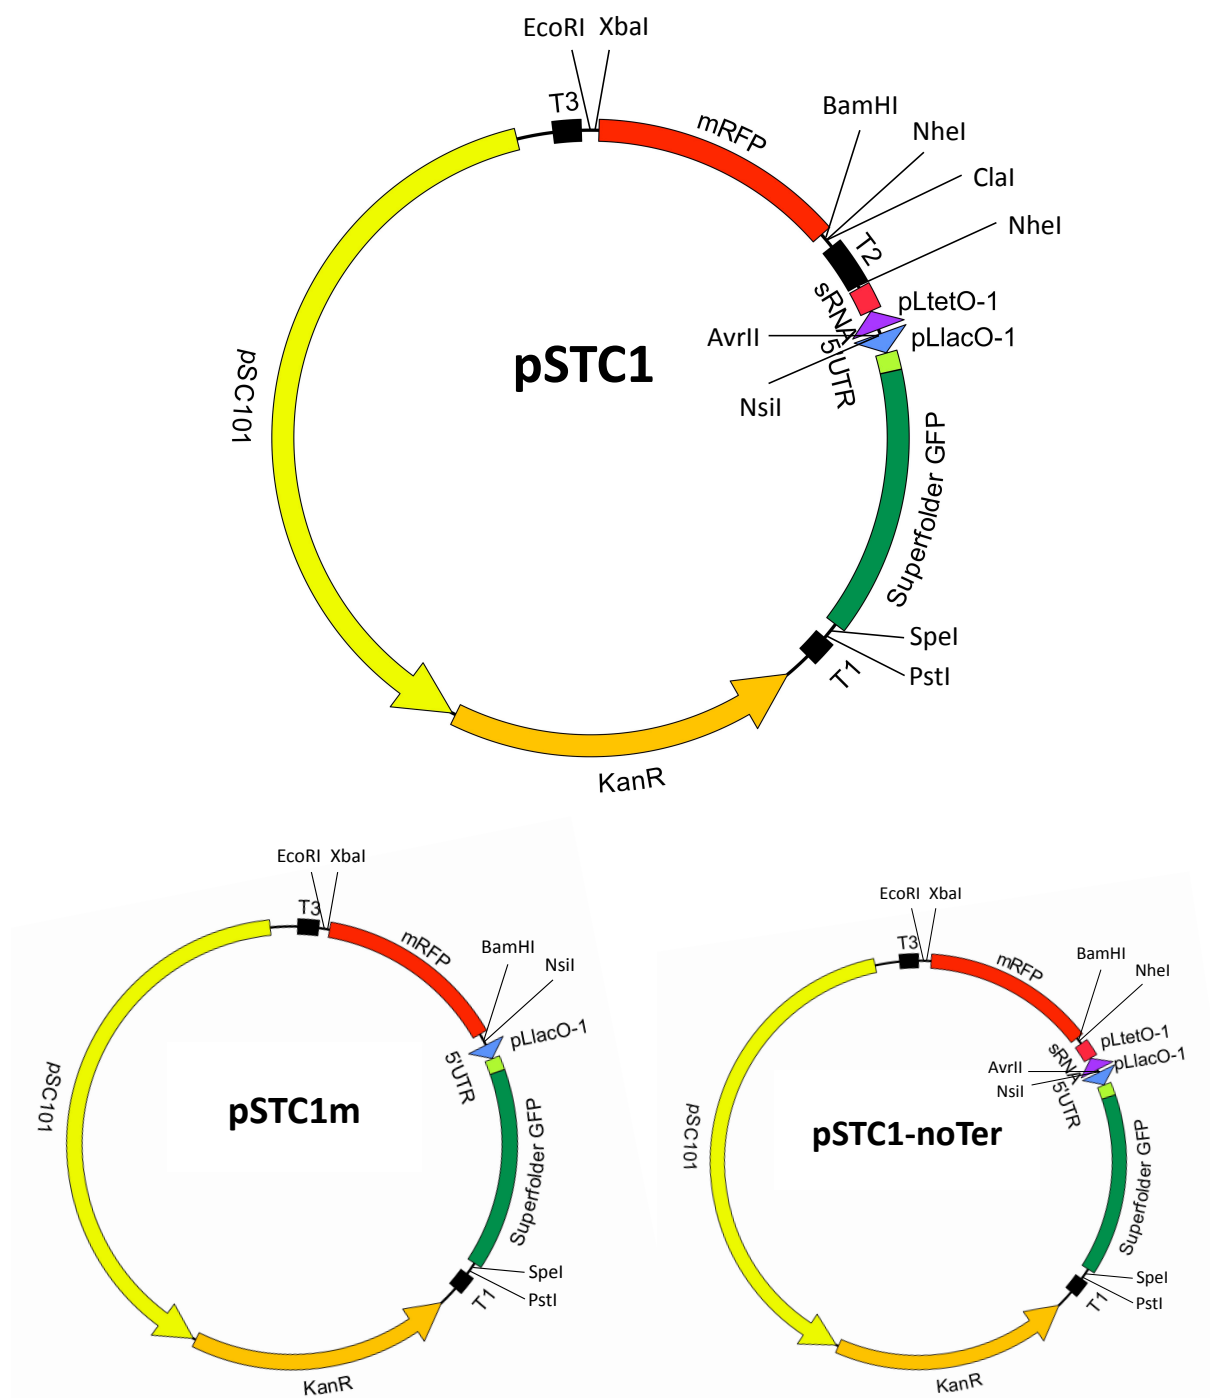 EcoRI XbaI
T3
mRFP
BamHI
NheI
ClaI
NheI
T2
sRNA
pLtetO-1
pLlacO-1
AvrII
5'UTR
NsiI
pSTC1
pSC101
Superfolder GFP
SpeI
PstI
T1
KanR
EcoRI XbaI
T3
mRFP
BamHI
NsiI
pLlacO-1
5'UTR
pSC101
pSTC1m
Superfolder GFP
SpeI
PstI
T1
KanR
EcoRI XbaI
T3
mRFP
BamHI
NheI
pLtetO-1
sRNA
pLlacO-1
AvrII
NsiI
5'UTR
pSC101
pSTC1-noTer
Superfolder GFP
SpeI
PstI
T1
KanR